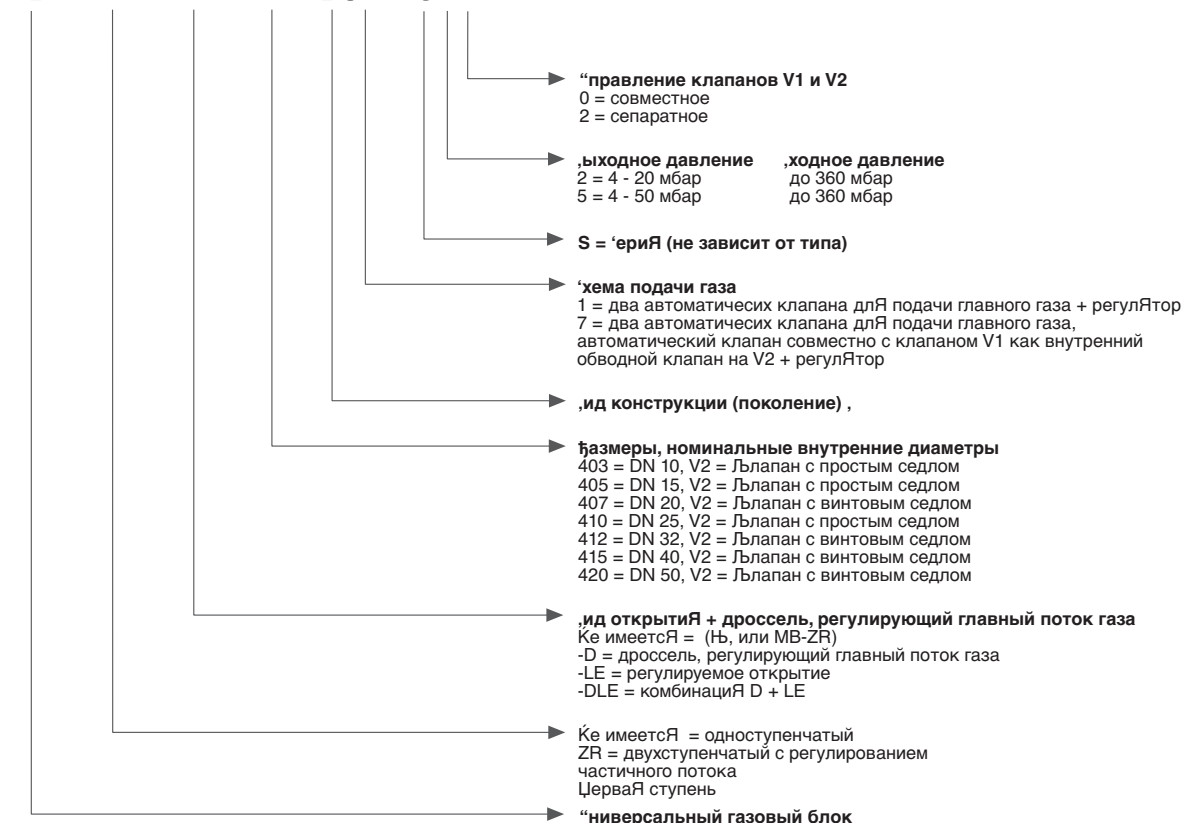 “правление клапанов V1 и V2
0 = совместное
2 = сепаратное
‚ыходное давление ‚ходное давление
2 = 4 - 20 мбар до 360 мбар
5 = 4 - 50 мбар до 360 мбар
S = ‘ериЯ (не зависит от типа)
‘хема подачи газа
1 = два автоматичесих клапана длЯ подачи главного газа + регулЯтор
7 = два автоматичесих клапана длЯ подачи главного газа,
автоматический клапан совместно с клапаном V1 как внутренний
обводной клапан на V2 + регулЯтор
‚ид конструкции (поколение) ‚
ђазмеры, номинальные внутренние диаметры
403 = DN 10, V2 = Љлапан с простым седлом
405 = DN 15, V2 = Љлапан с простым седлом
407 = DN 20, V2 = Љлапан с винтовым седлом
410 = DN 25, V2 = Љлапан с простым седлом
412 = DN 32, V2 = Љлапан с винтовым седлом
415 = DN 40, V2 = Љлапан с винтовым седлом
420 = DN 50, V2 = Љлапан с винтовым седлом
‚ид открытиЯ + дроссель, регулирующий главный поток газа
Ќе имеетсЯ = (Њ, или MB-ZR)
-D = дроссель, регулирующий главный поток газа
-LE = регулируемое открытие
-DLE = комбинациЯ D + LE
Ќе имеетсЯ = одноступенчатый
ZR = двухступенчатый с регулированием
частичного потока
ЏерваЯ ступень
“ниверсальный газовый блок